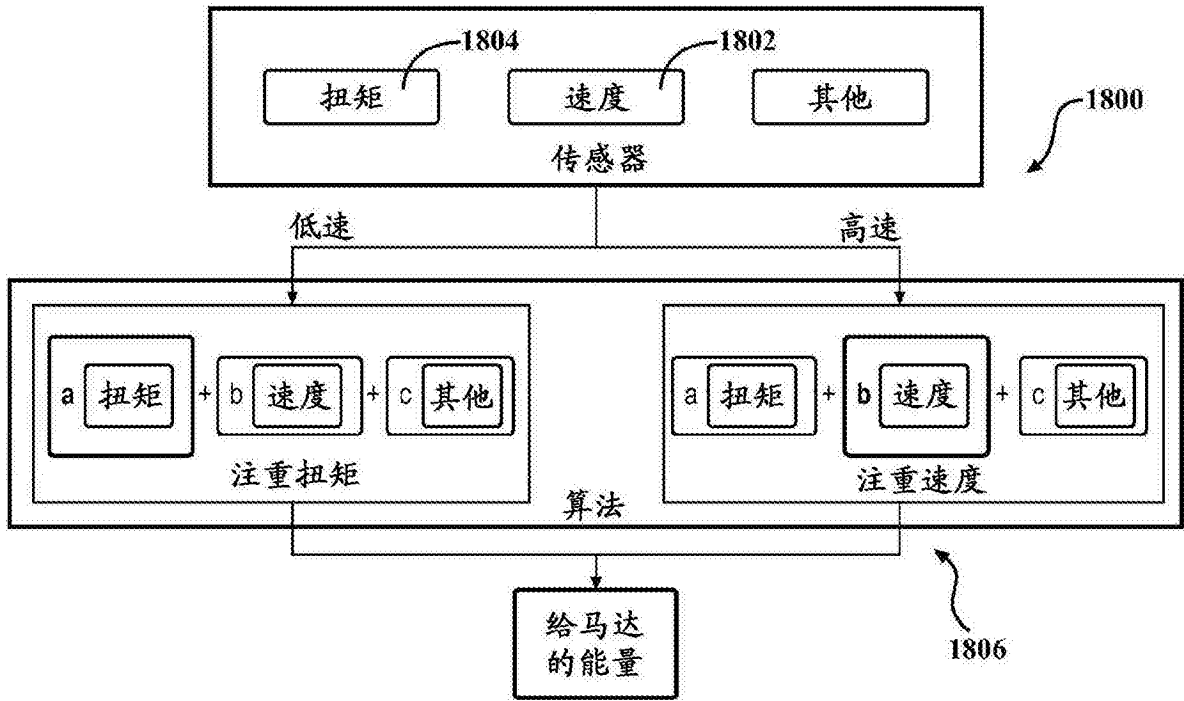 1804
1802
扭矩
速度
其他
1800
传感器
低速
高速
a 扭矩 + b 速度 + c 其他
注重扭矩
a 扭矩 + b 速度 + c 其他
注重速度
算法
给马达
的能量
1806